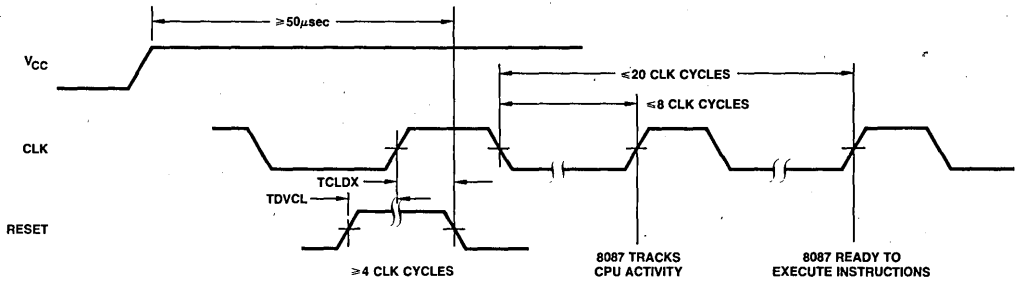 ≥50μsec
VCC
≤20 CLK CYCLES
≤8 CLK CYCLES
CLK
TCLDX
TDVCL
RESET
≥4 CLK CYCLES
8087 TRACKS
CPU ACTIVITY
8087 READY TO
EXECUTE INSTRUCTIONS